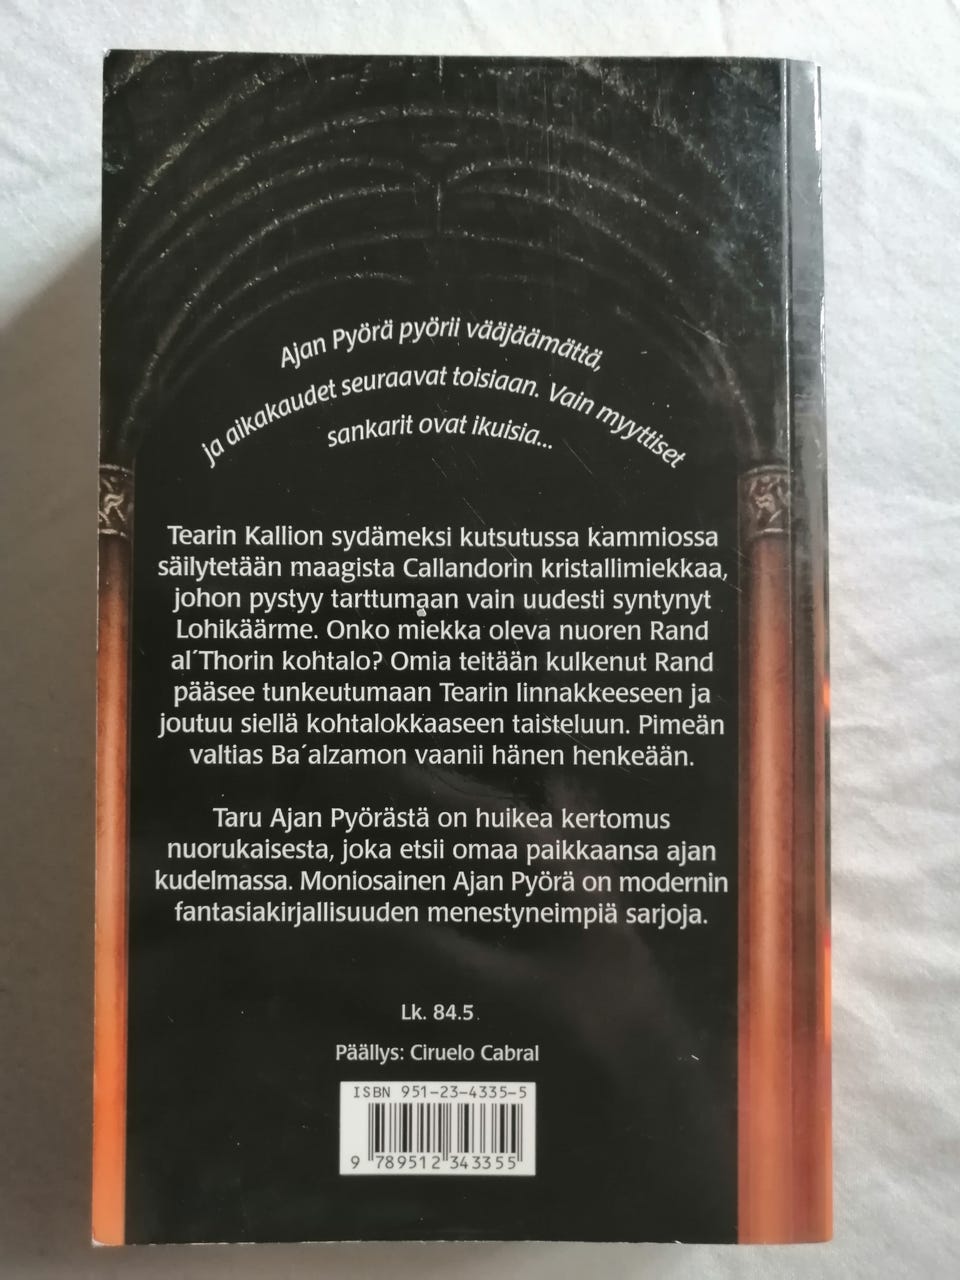 Ajan Pyörä pyörii vääjäämättä,
ja aikakaudet seuraavat toisiaan. Vain myyttiset
sankarit ovat ikuisia...
Tearin Kallion sydämeksi kutsutussa kammiossa
säilytetään maagista Callandorin kristallimiekkaa,
johon pystyy tarttumaan vain uudesti syntynyt
Lohikäärme. Onko miekka oleva nuoren Rand
al´Thorin kohtalo? Omia teitään kulkenut Rand
pääsee tunkeutumaan Tearin linnakkeeseen ja
joutuu siellä kohtalokkaaseen taisteluun. Pimeän
valtias Ba´alzamon vaanii hänen henkeään.
Taru Ajan Pyörästä on huikea kertomus
nuorukaisesta, joka etsii omaa paikkaansa ajan
kudelmassa. Moniosainen Ajan Pyörä on modernin
fantasiakirjallisuuden menestyneimpiä sarjoja.
Lk. 84.5
Päällys: Ciruelo Cabral
ISBN 951-23-4335-5
9 789512 343355